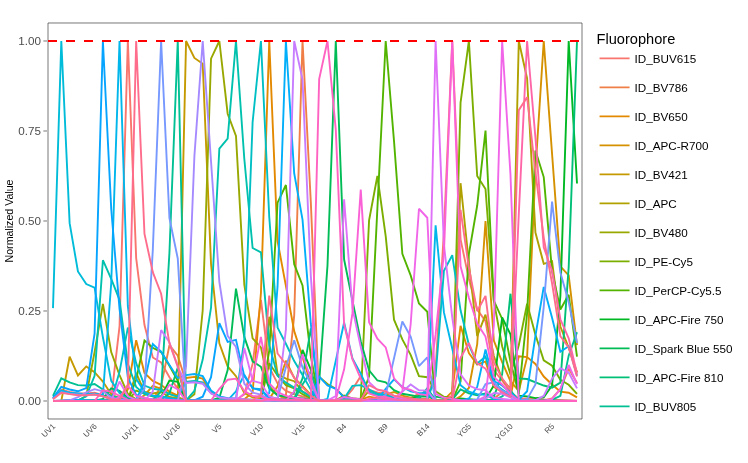 Normalized Value
1.00
0.75
0.50
0.25
0.00
UV1
UV6
UV11
UV16
V5
V10
V15
B4
B9
B14
YG5
YG10
R5
Fluorophore
ID_BUV615
ID_BV786
ID_BV650
ID_APC-R700
ID_BV421
ID_APC
ID_BV480
ID_PE-Cy5
ID_PerCP-Cy5.5
ID_APC-Fire 750
ID_Spark Blue 550
ID_APC-Fire 810
ID_BUV805